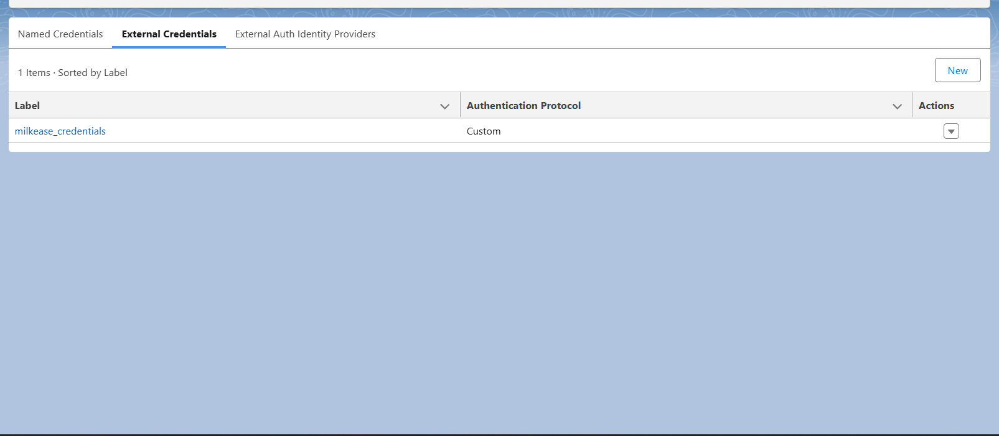 Named Credentials External Credentials External Auth Identity Providers
1 Items · Sorted by Label New
Label Authentication Protocol Actions
milkease_credentials Custom